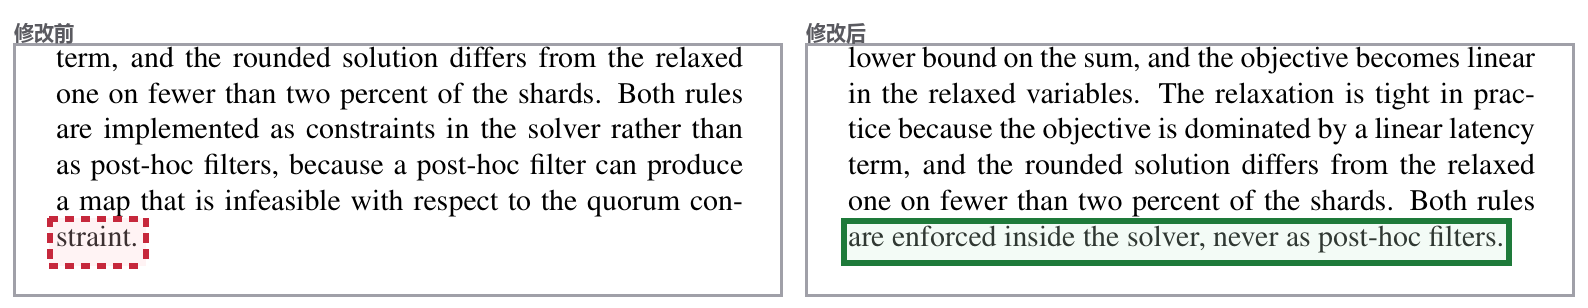 修改前
term, and the rounded solution differs from the relaxed
one on fewer than two percent of the shards. Both rules
are implemented as constraints in the solver rather than
as post-hoc filters, because a post-hoc filter can produce
a map that is infeasible with respect to the quorum con-
straint.
修改后
lower bound on the sum, and the objective becomes linear
in the relaxed variables. The relaxation is tight in prac-
tice because the objective is dominated by a linear latency
term, and the rounded solution differs from the relaxed
one on fewer than two percent of the shards. Both rules
are enforced inside the solver, never as post-hoc filters.